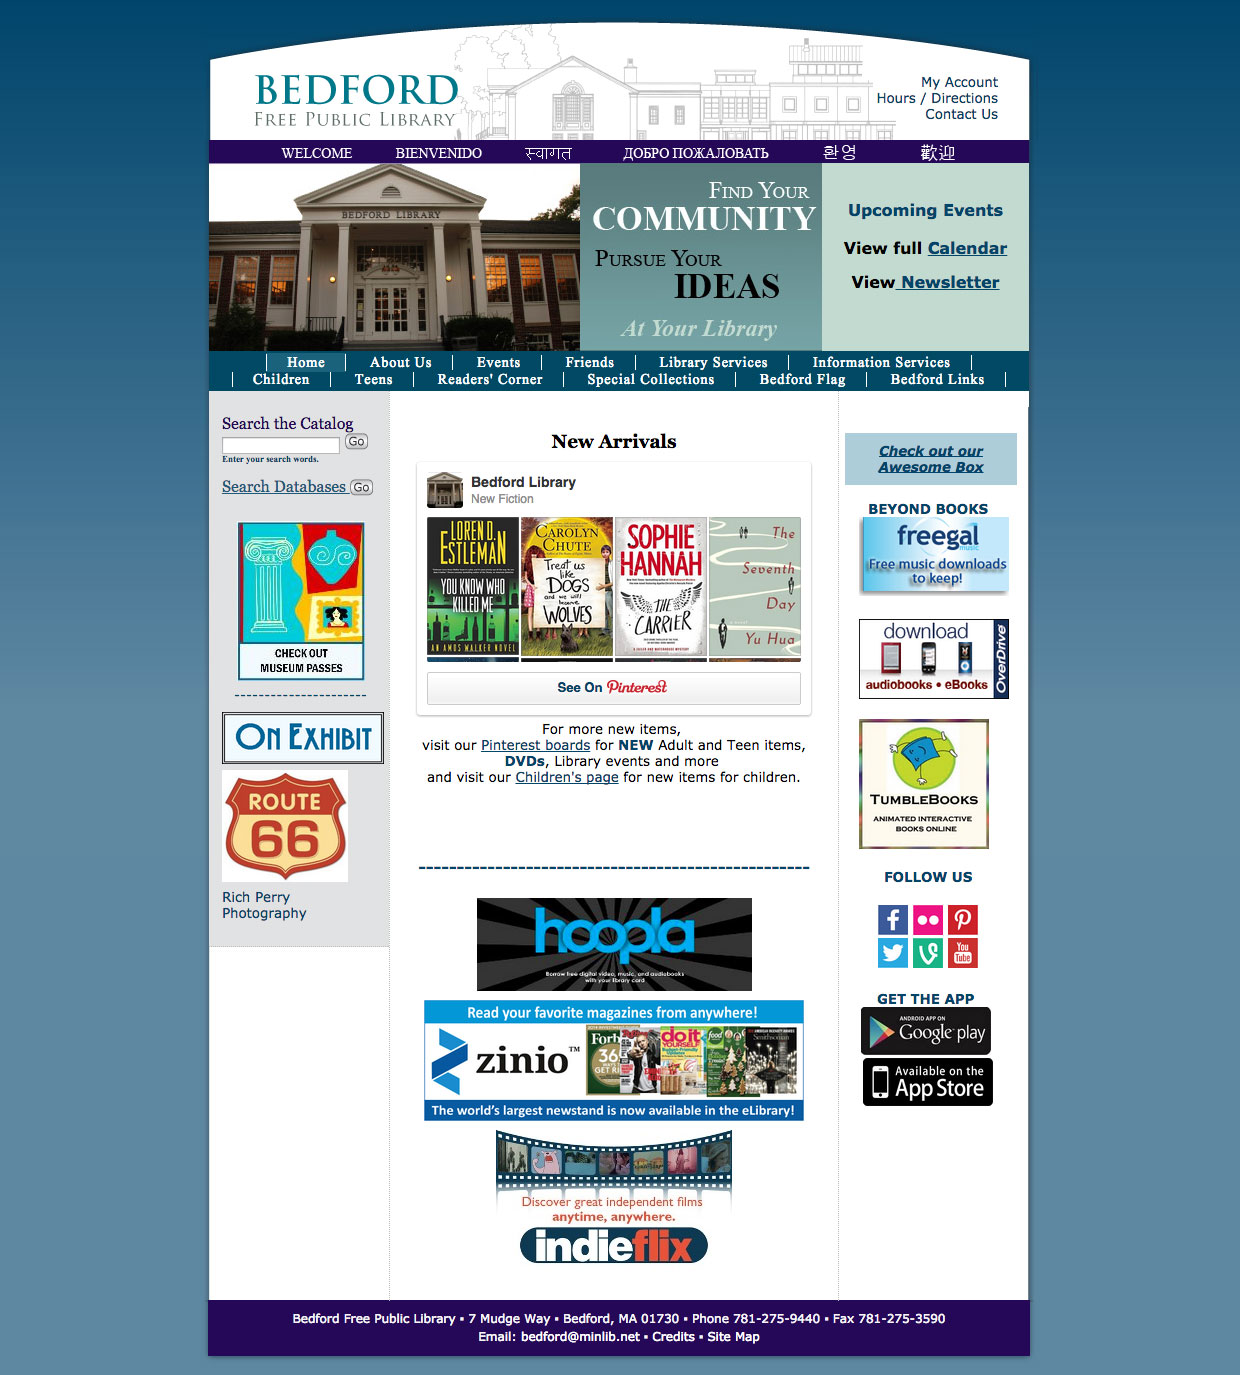 BEDFORD
FREE PUBLIC LIBRARY
My Account
Hours / Directions
Contact Us
WELCOME BIENVENIDO स्वागत ДОБРО ПОЖАЛОВАТЬ 환영 歡迎
BEDFORD LIBRARY
FIND YOUR
COMMUNITY
PURSUE YOUR
IDEAS
At Your Library
Upcoming Events
View full Calendar
View Newsletter
Home About Us Events Friends Library Services Information Services
Children Teens Readers' Corner Special Collections Bedford Flag Bedford Links
Search the Catalog
Go
Enter your search words.
Search Databases Go
CHECK OUT
MUSEUM PASSES
ON EXHIBIT
ROUTE
66
Rich Perry
Photography
New Arrivals
Bedford Library
New Fiction
LOREN D.
ESTLEMAN
YOU KNOW WHO
KILLED ME
AN AMOS WALKER NOVEL
CAROLYN
CHUTE
Treat us
like
DOGS
and we will
become
WOLVES
SOPHIE
HANNAH
THE
CARRIER
The
Seventh
Day
Yu Hua
See On Pinterest
For more new items,
visit our Pinterest boards for NEW Adult and Teen items,
DVDs, Library events and more
and visit our Children's page for new items for children.
hoopla
Borrow free digital video, music, and audiobooks
with your library card
Read your favorite magazines from anywhere!
zinio™
Forbes
do it
YOURSELF
food
Smithsonian
The world's largest newstand is now available in the eLibrary!
Discover great independent films
anytime, anywhere.
indieflix
Check out our
Awesome Box
BEYOND BOOKS
freegal
music
Free music downloads
to keep!
download
audiobooks • eBooks
OverDrive
TUMBLEBOOKS
ANIMATED INTERACTIVE
BOOKS ONLINE
FOLLOW US
You
Tube
GET THE APP
ANDROID APP ON
Google play
Available on the
App Store
Bedford Free Public Library ▪ 7 Mudge Way ▪ Bedford, MA 01730 ▪ Phone 781-275-9440 ▪ Fax 781-275-3590
Email: bedford@minlib.net ▪ Credits ▪ Site Map